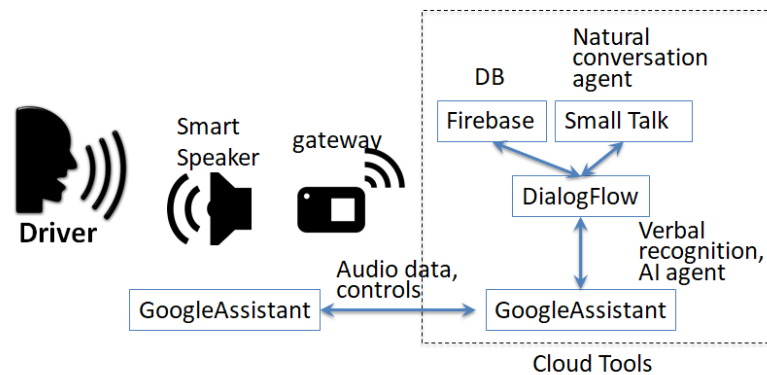 Natural
conversation
agent
DB
Firebase
Small Talk
Smart
Speaker
gateway
DialogFlow
Driver
Verbal
recognition,
AI agent
Audio data,
controls
GoogleAssistant
GoogleAssistant
Cloud Tools